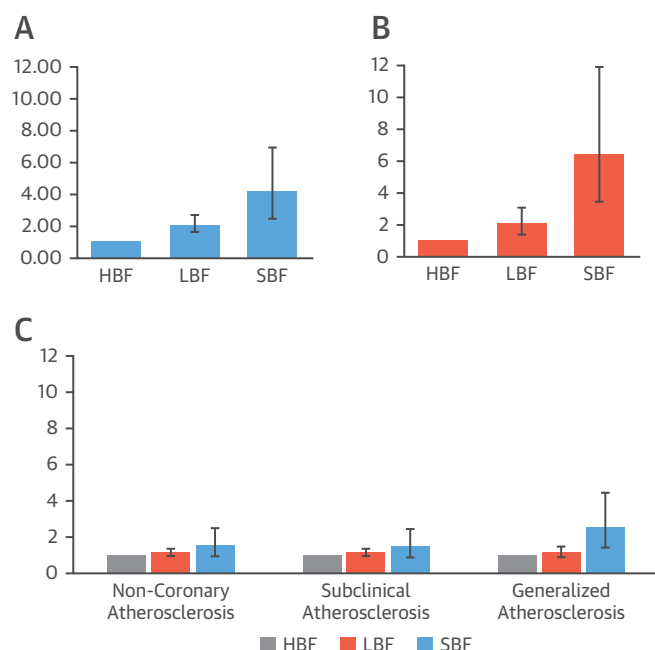 A
12.00
10.00
8.00
6.00
4.00
2.00
0.00
HBF LBF SBF
B
12
10
8
6
4
2
0
HBF LBF SBF
C
12
10
8
6
4
2
0
Non-Coronary
Atherosclerosis
Subclinical
Atherosclerosis
Generalized
Atherosclerosis
HBF LBF SBF